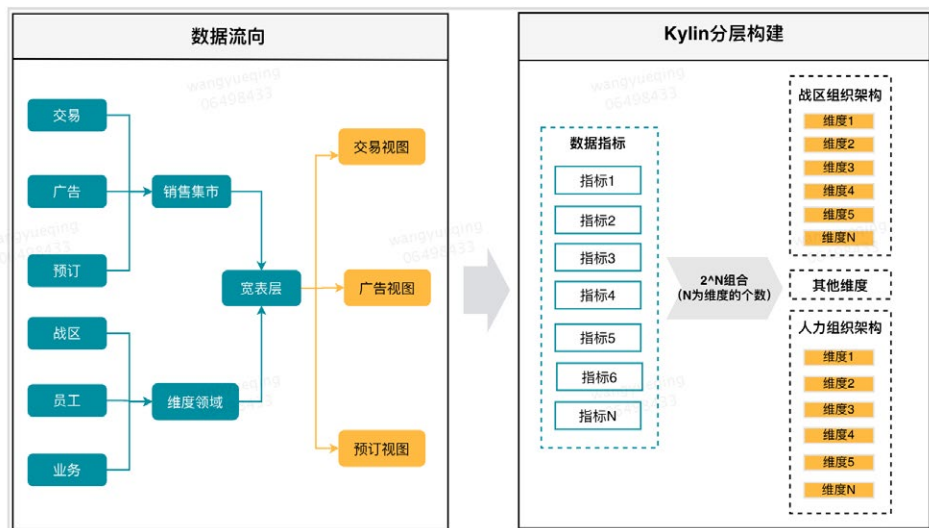 数据流向
交易
广告
预订
战区
员工
业务
销售集市
维度领域
宽表层
交易视图
广告视图
预订视图
wangyueqing
06498433
wangyueqing
06498433
Kylin分层构建
数据指标
指标1
指标2
指标3
指标4
指标5
指标6
指标N
2^N组合
(N为维度的个数)
战区组织架构
维度1
维度2
维度3
维度4
维度5
维度N
其他维度
人力组织架构
维度1
维度2
维度3
维度4
维度5
维度N
wangyueqing
06498433